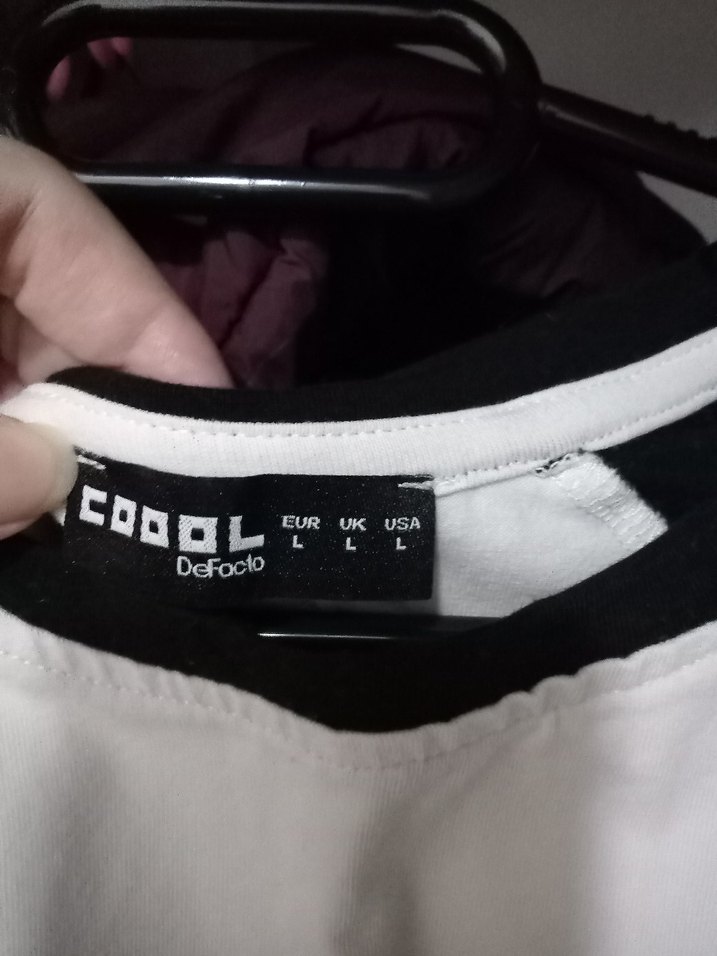 COOOL
DeFacto
EUR UK USA
L L L